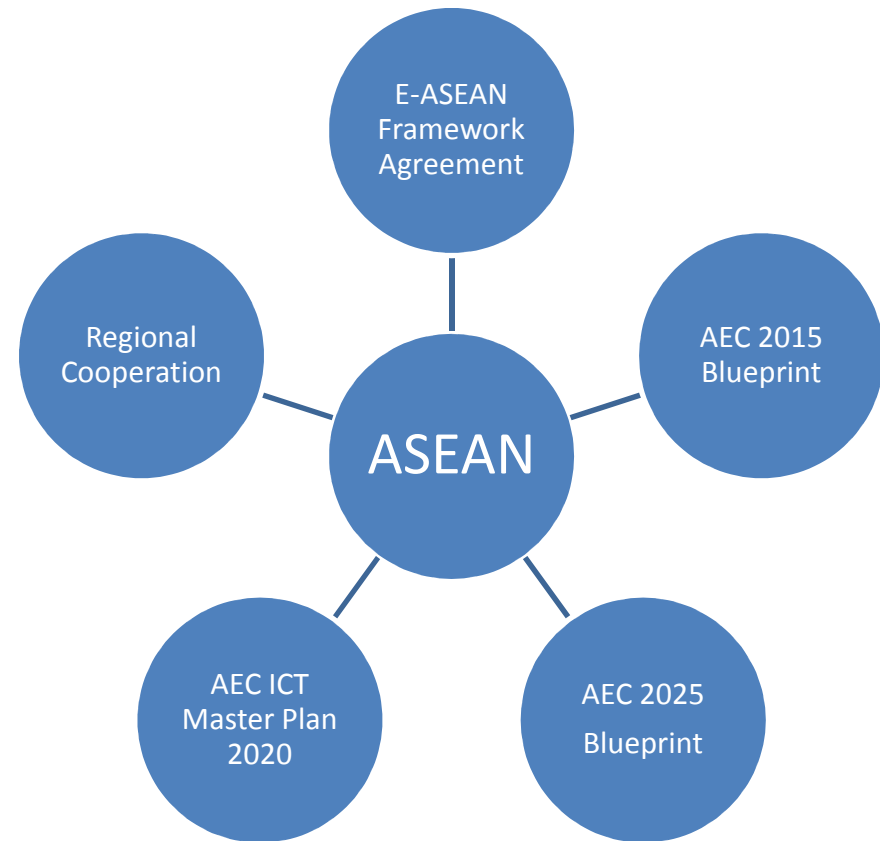 E-ASEAN
Framework
Agreement
Regional
Cooperation
AEC 2015
Blueprint
ASEAN
AEC ICT
Master Plan
2020
AEC 2025
Blueprint